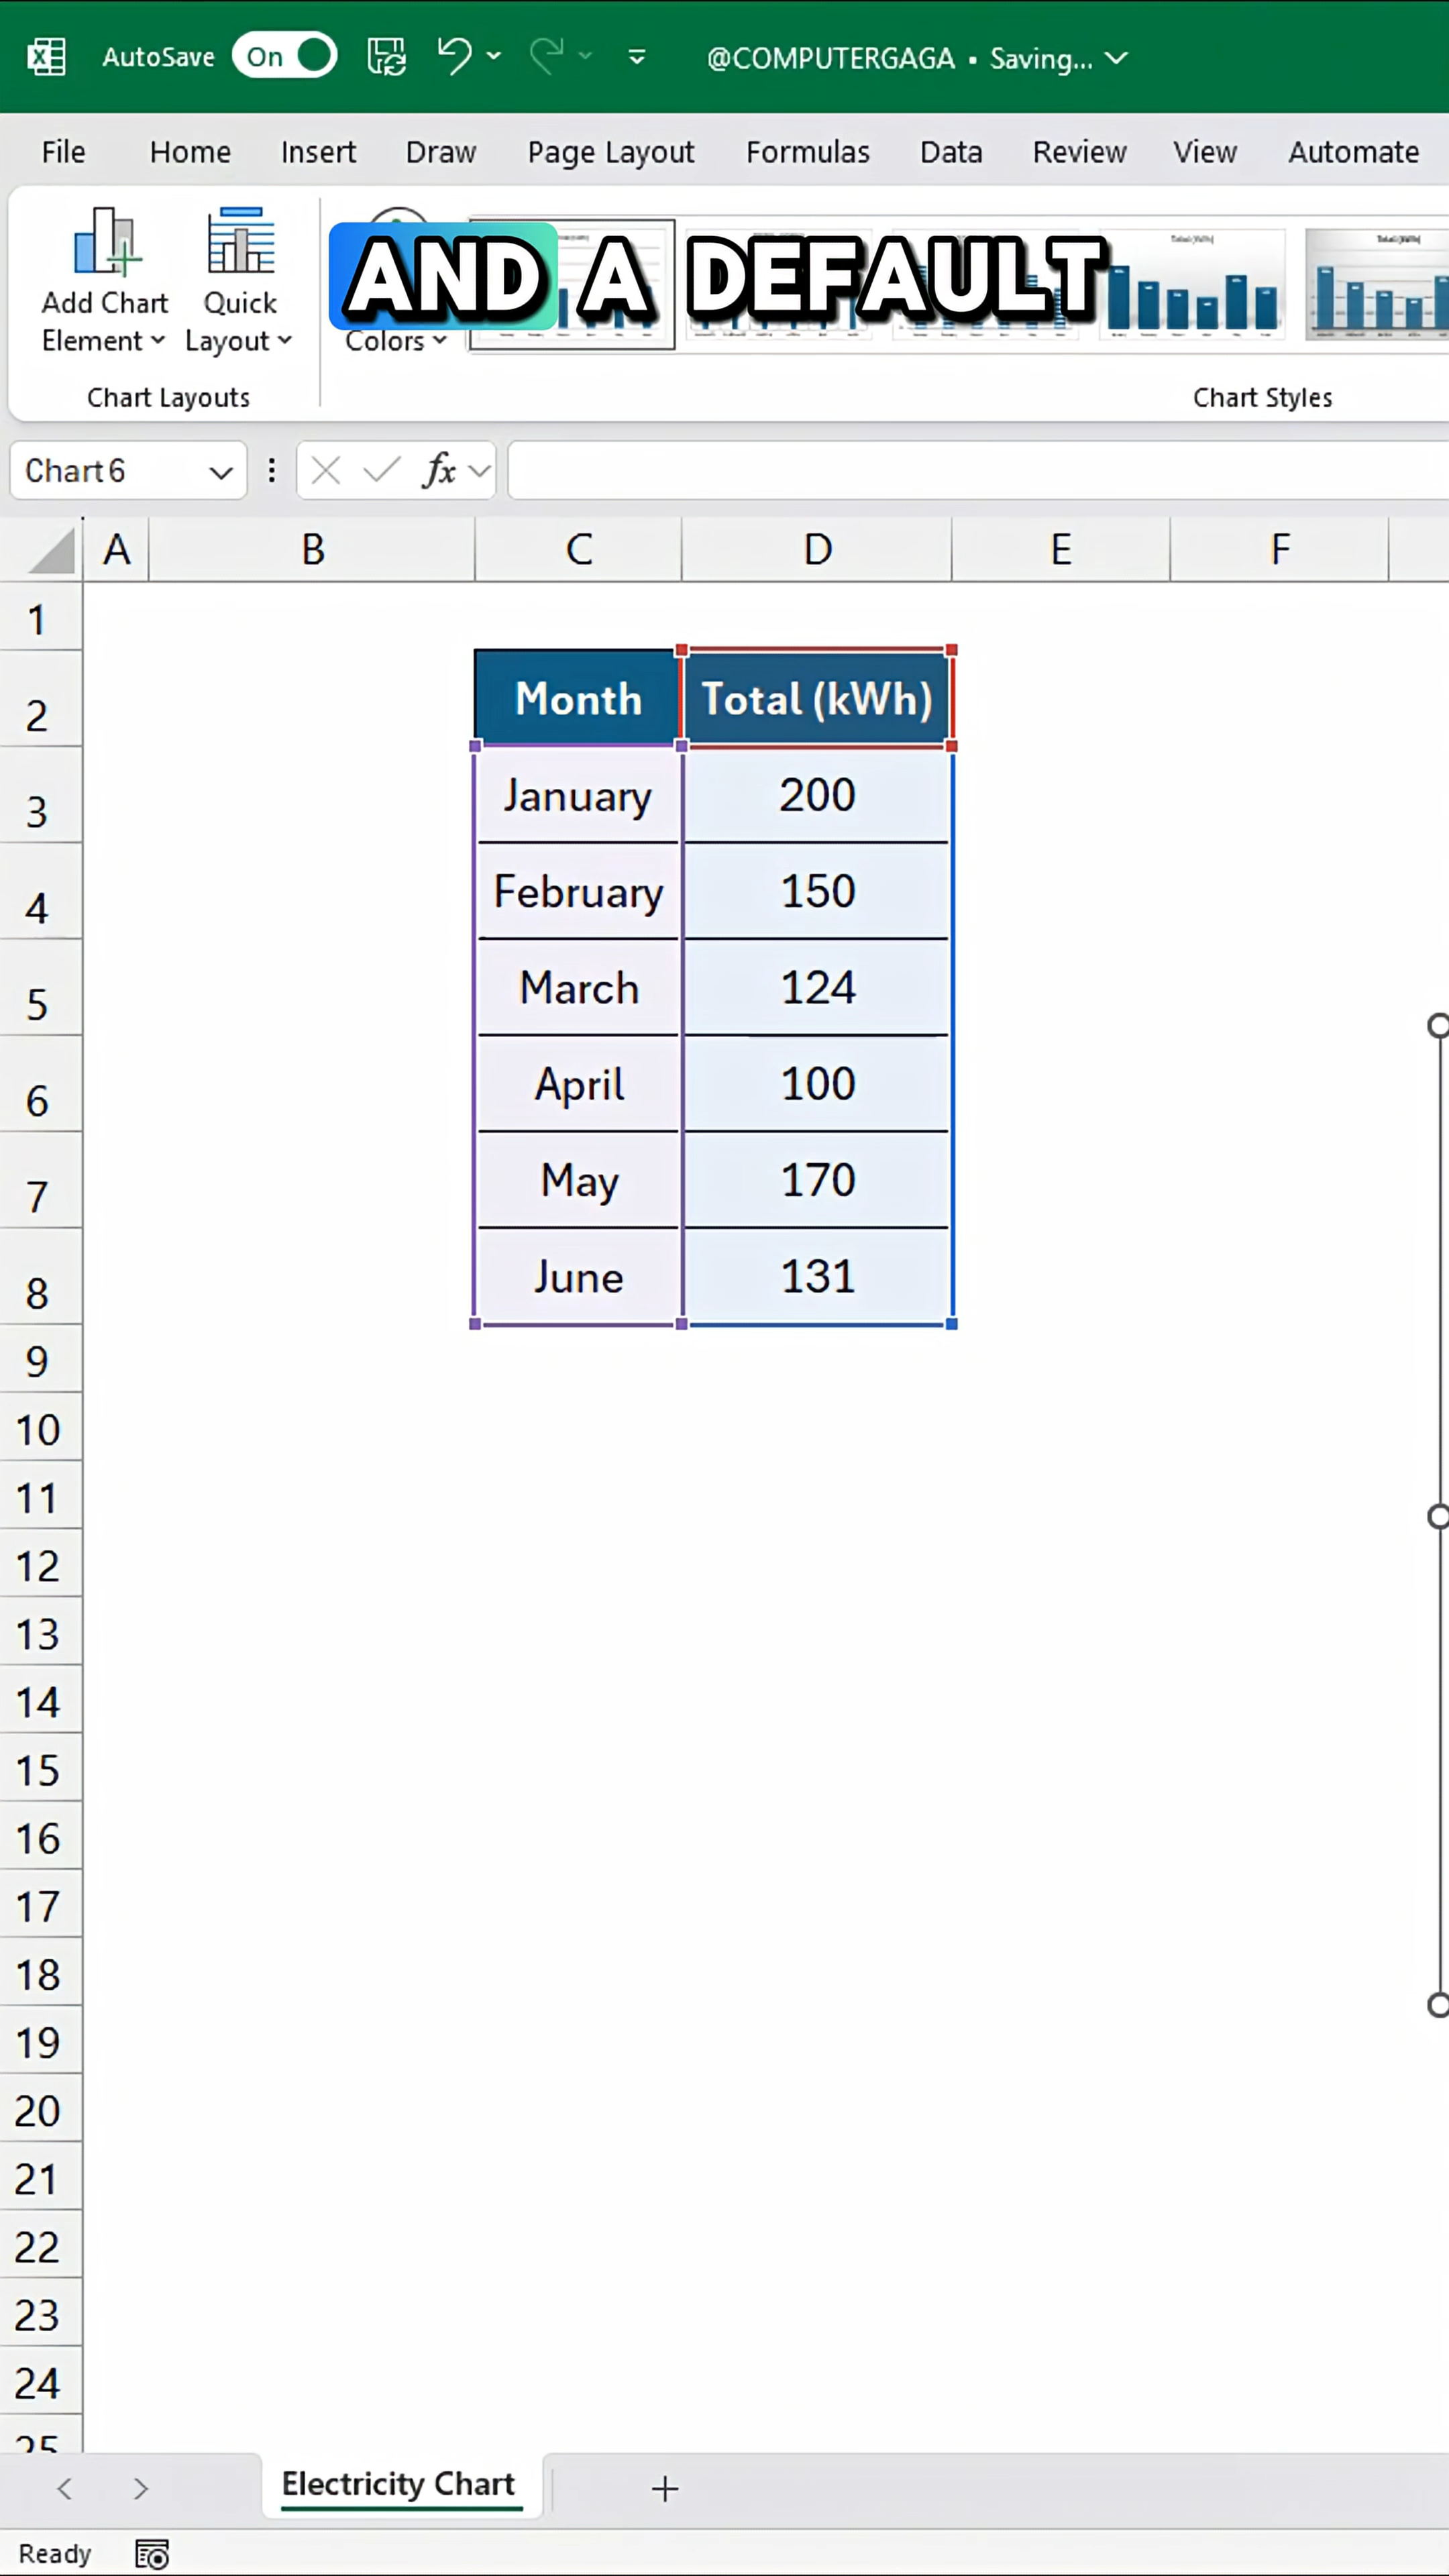 AutoSave On @COMPUTERGAGA • Saving...
File Home Insert Draw Page Layout Formulas Data Review View Automate
AND A DEFAULT
Add Chart Element
Quick Layout
Colors
Chart Layouts
Chart Styles
Chart 6
fx
A B C D E F
1
2 Month Total (kWh)
3 January 200
4 February 150
5 March 124
6 April 100
7 May 170
8 June 131
9
10
11
12
13
14
15
16
17
18
19
20
21
22
23
24
25
Electricity Chart
Ready